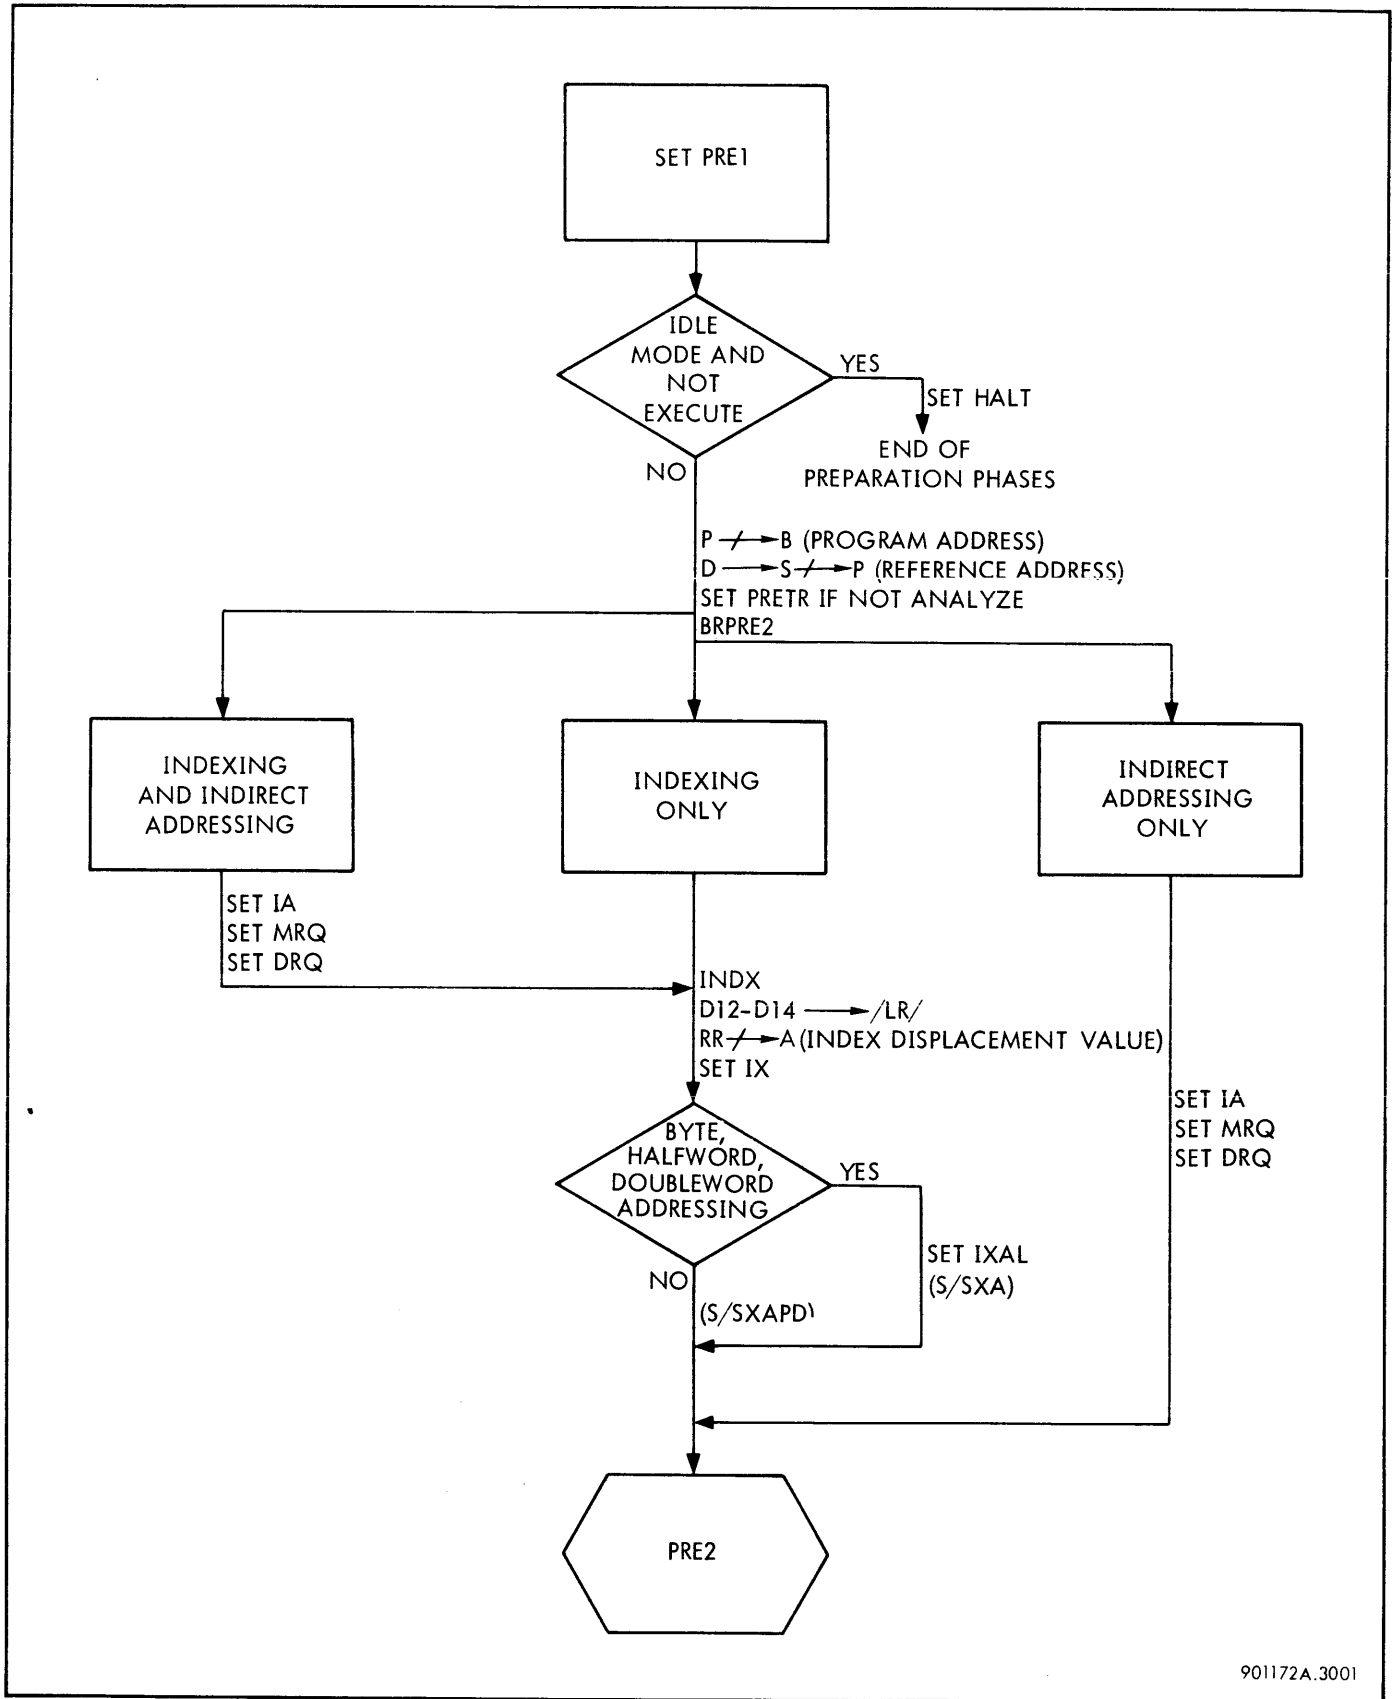 SET PRE1
IDLE
MODE AND
NOT
EXECUTE
YES
SET HALT
END OF
PREPARATION PHASES
NO
P -/-> B (PROGRAM ADDRESS)
D -> S -/-> P (REFERENCE ADDRESS)
SET PRETR IF NOT ANALYZE
BRPRE2
INDEXING
AND INDIRECT
ADDRESSING
INDEXING
ONLY
INDIRECT
ADDRESSING
ONLY
SET IA
SET MRQ
SET DRQ
INDX
D12-D14 -> /LR/
RR -/-> A (INDEX DISPLACEMENT VALUE)
SET IX
BYTE,
HALFWORD,
DOUBLEWORD
ADDRESSING
YES
SET IXAL
(S/SXA)
NO
(S/SXAPD)
SET IA
SET MRQ
SET DRQ
PRE2
901172A.3001